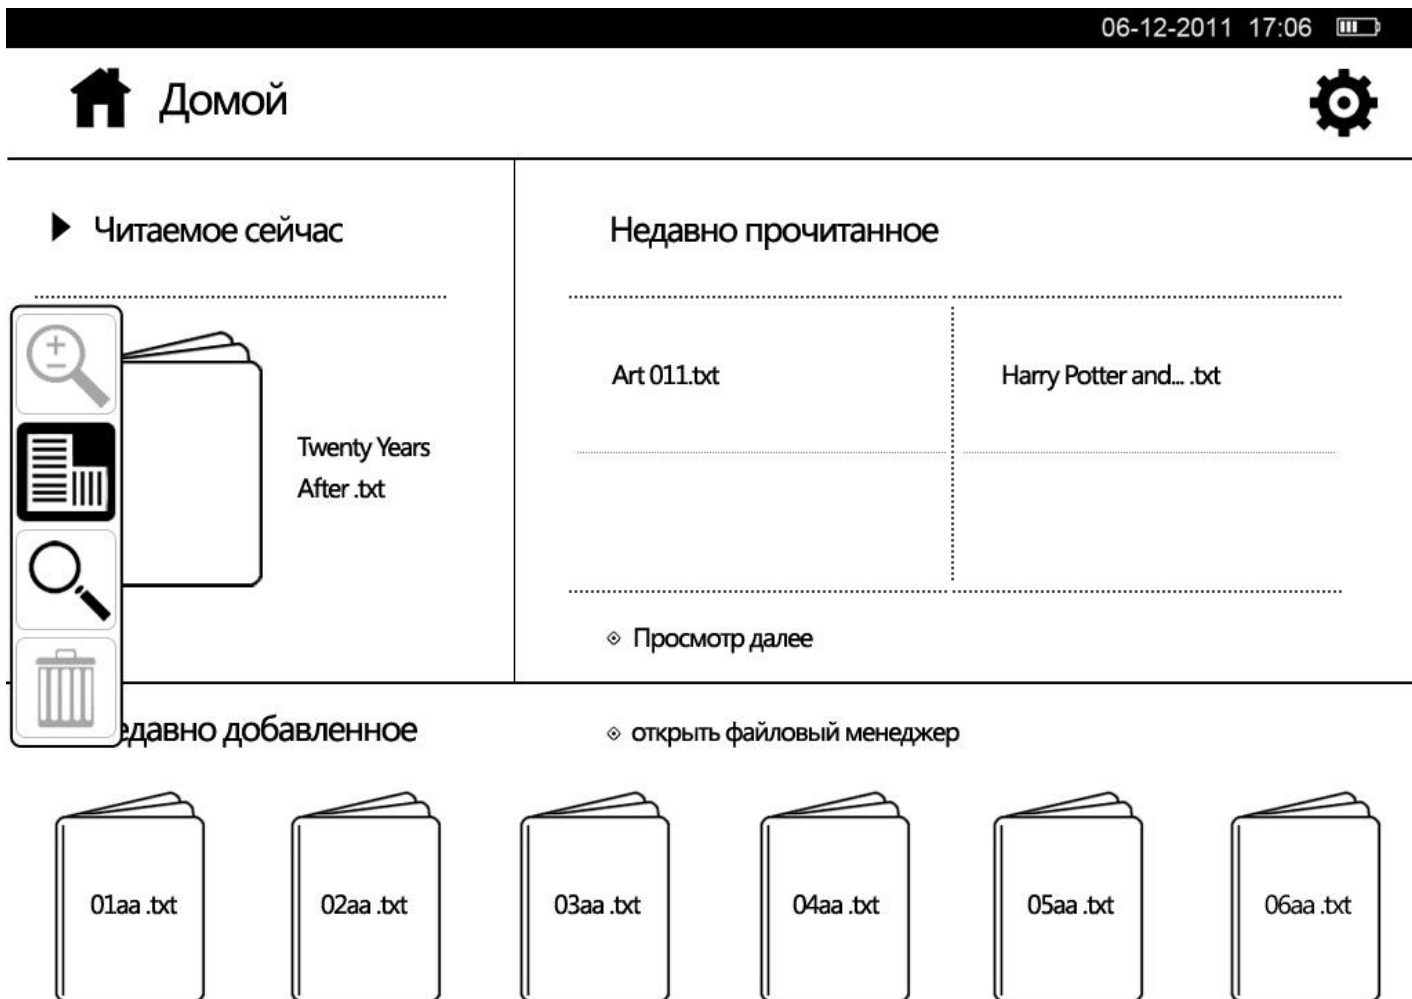 06-12-2011 17:06
Домой
Читаемое сейчас
Недавно прочитанное
Twenty Years
After .txt
Art 011.txt
Harry Potter and... .txt
Просмотр далее
едавно добавленное
открыть файловый менеджер
01aa .txt
02aa .txt
03aa .txt
04aa .txt
05aa .txt
06aa .txt